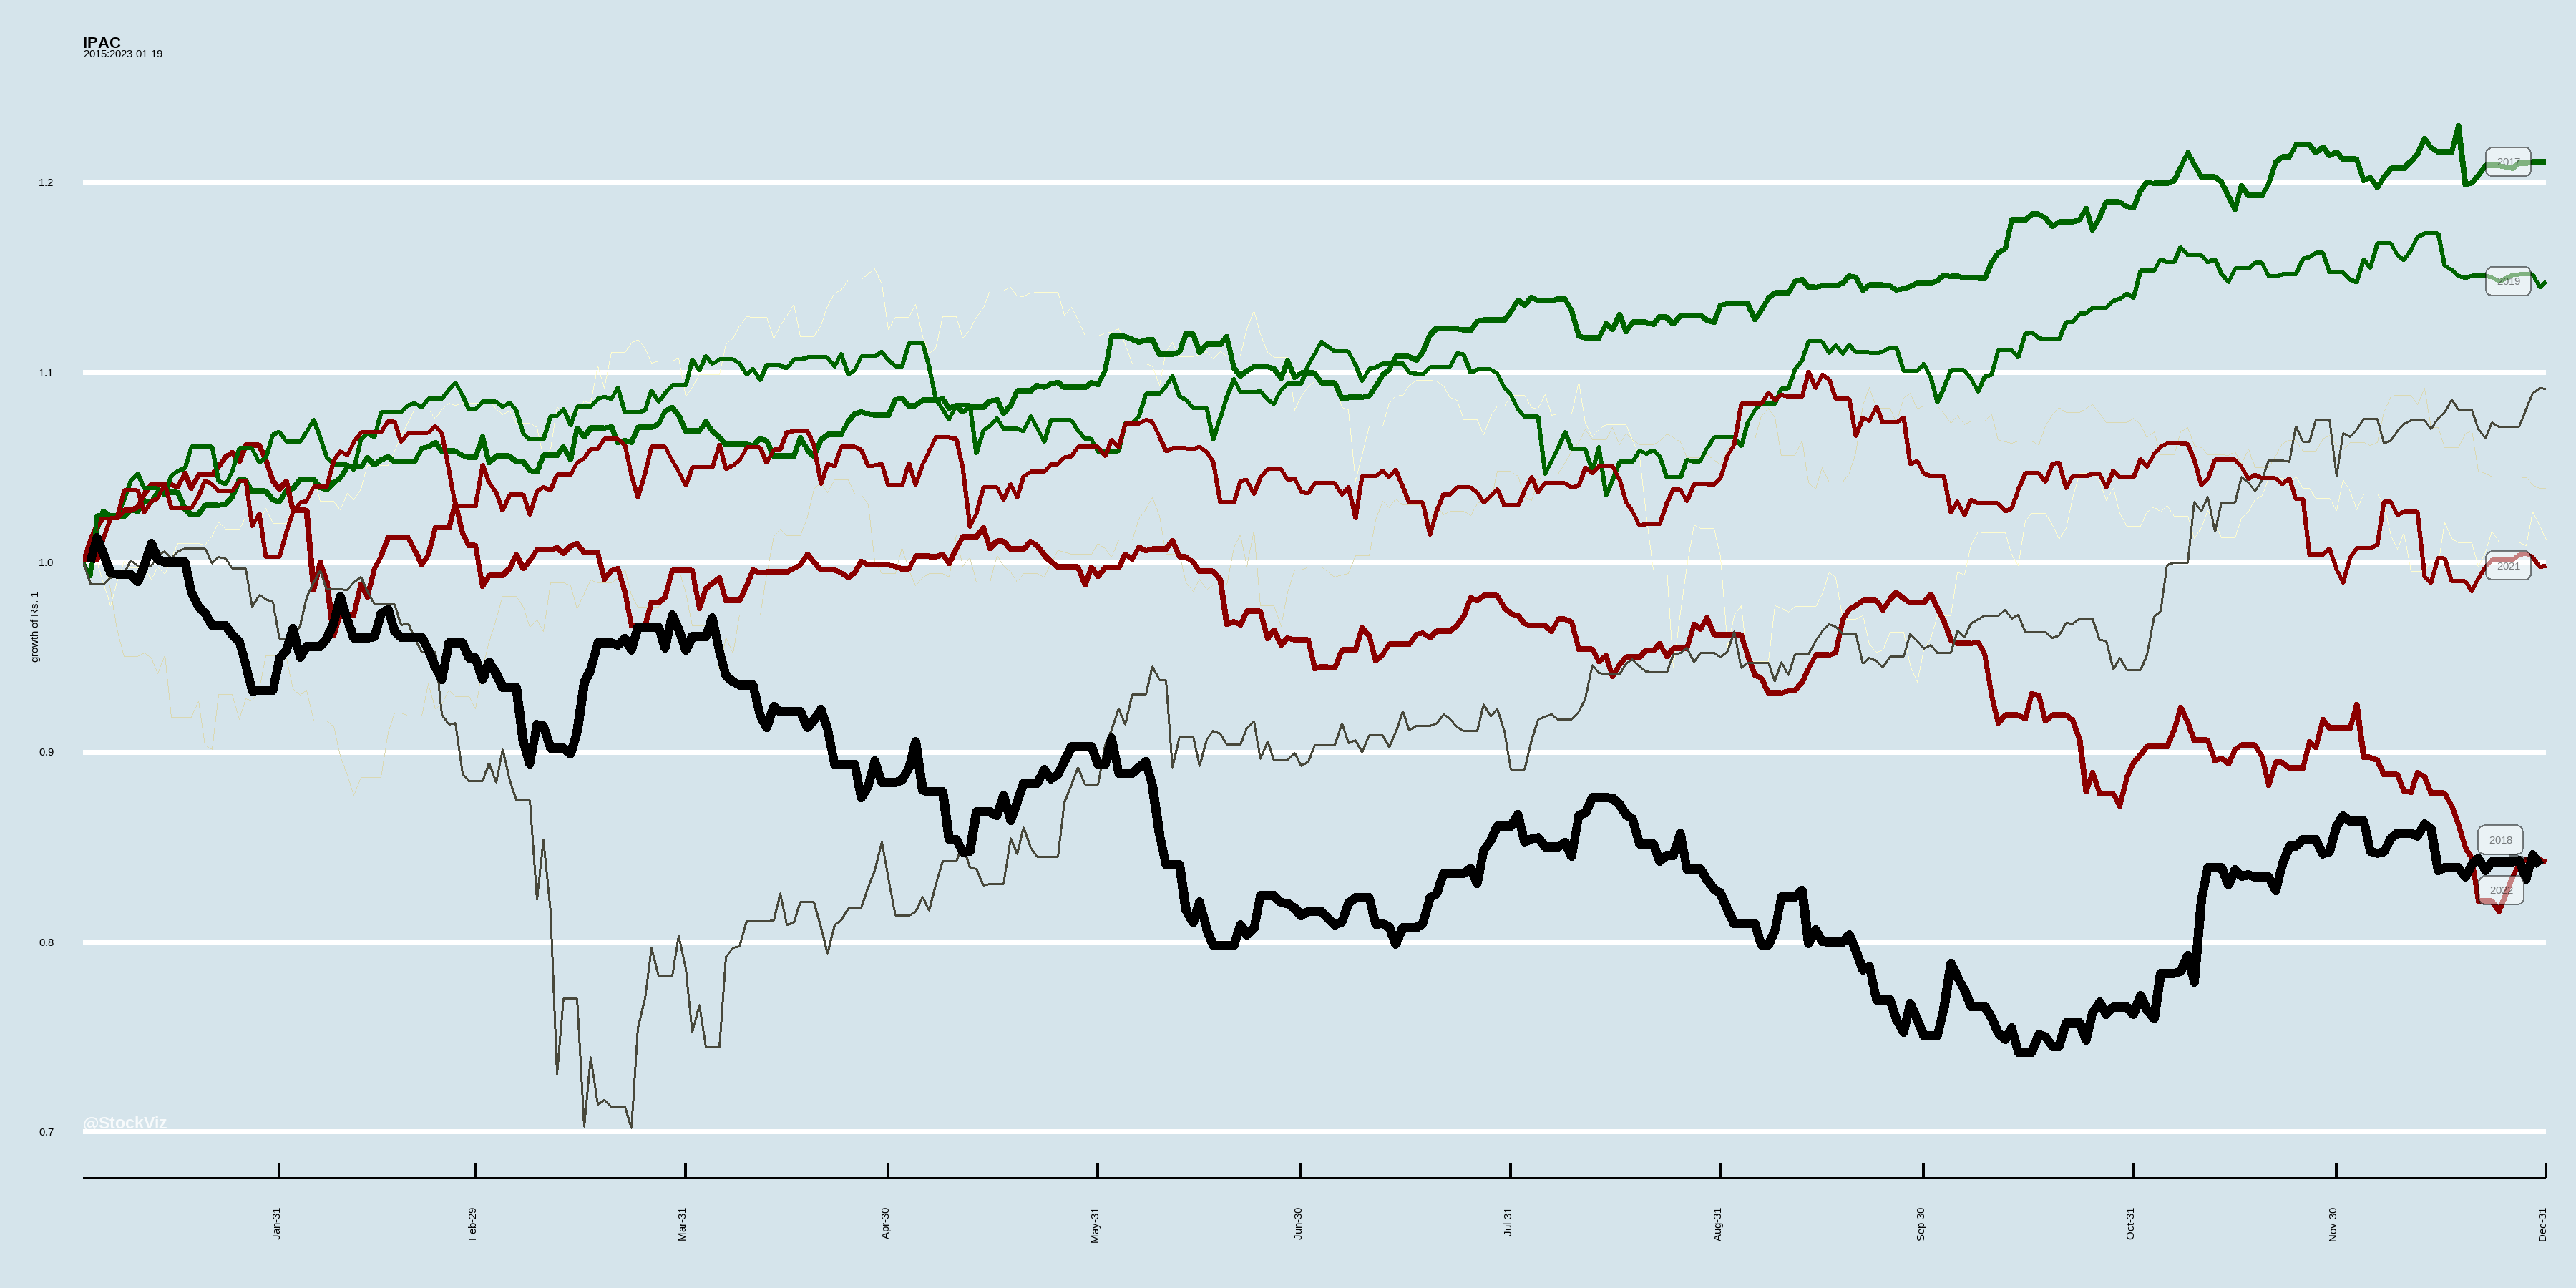 IPAC
2015:2023-01-19
growth of Rs. 1
1.2
1.1
1.0
0.9
0.8
0.7
2017
2019
2021
2018
2022
@StockViz
Jan-31
Feb-29
Mar-31
Apr-30
May-31
Jun-30
Jul-31
Aug-31
Sep-30
Oct-31
Nov-30
Dec-31